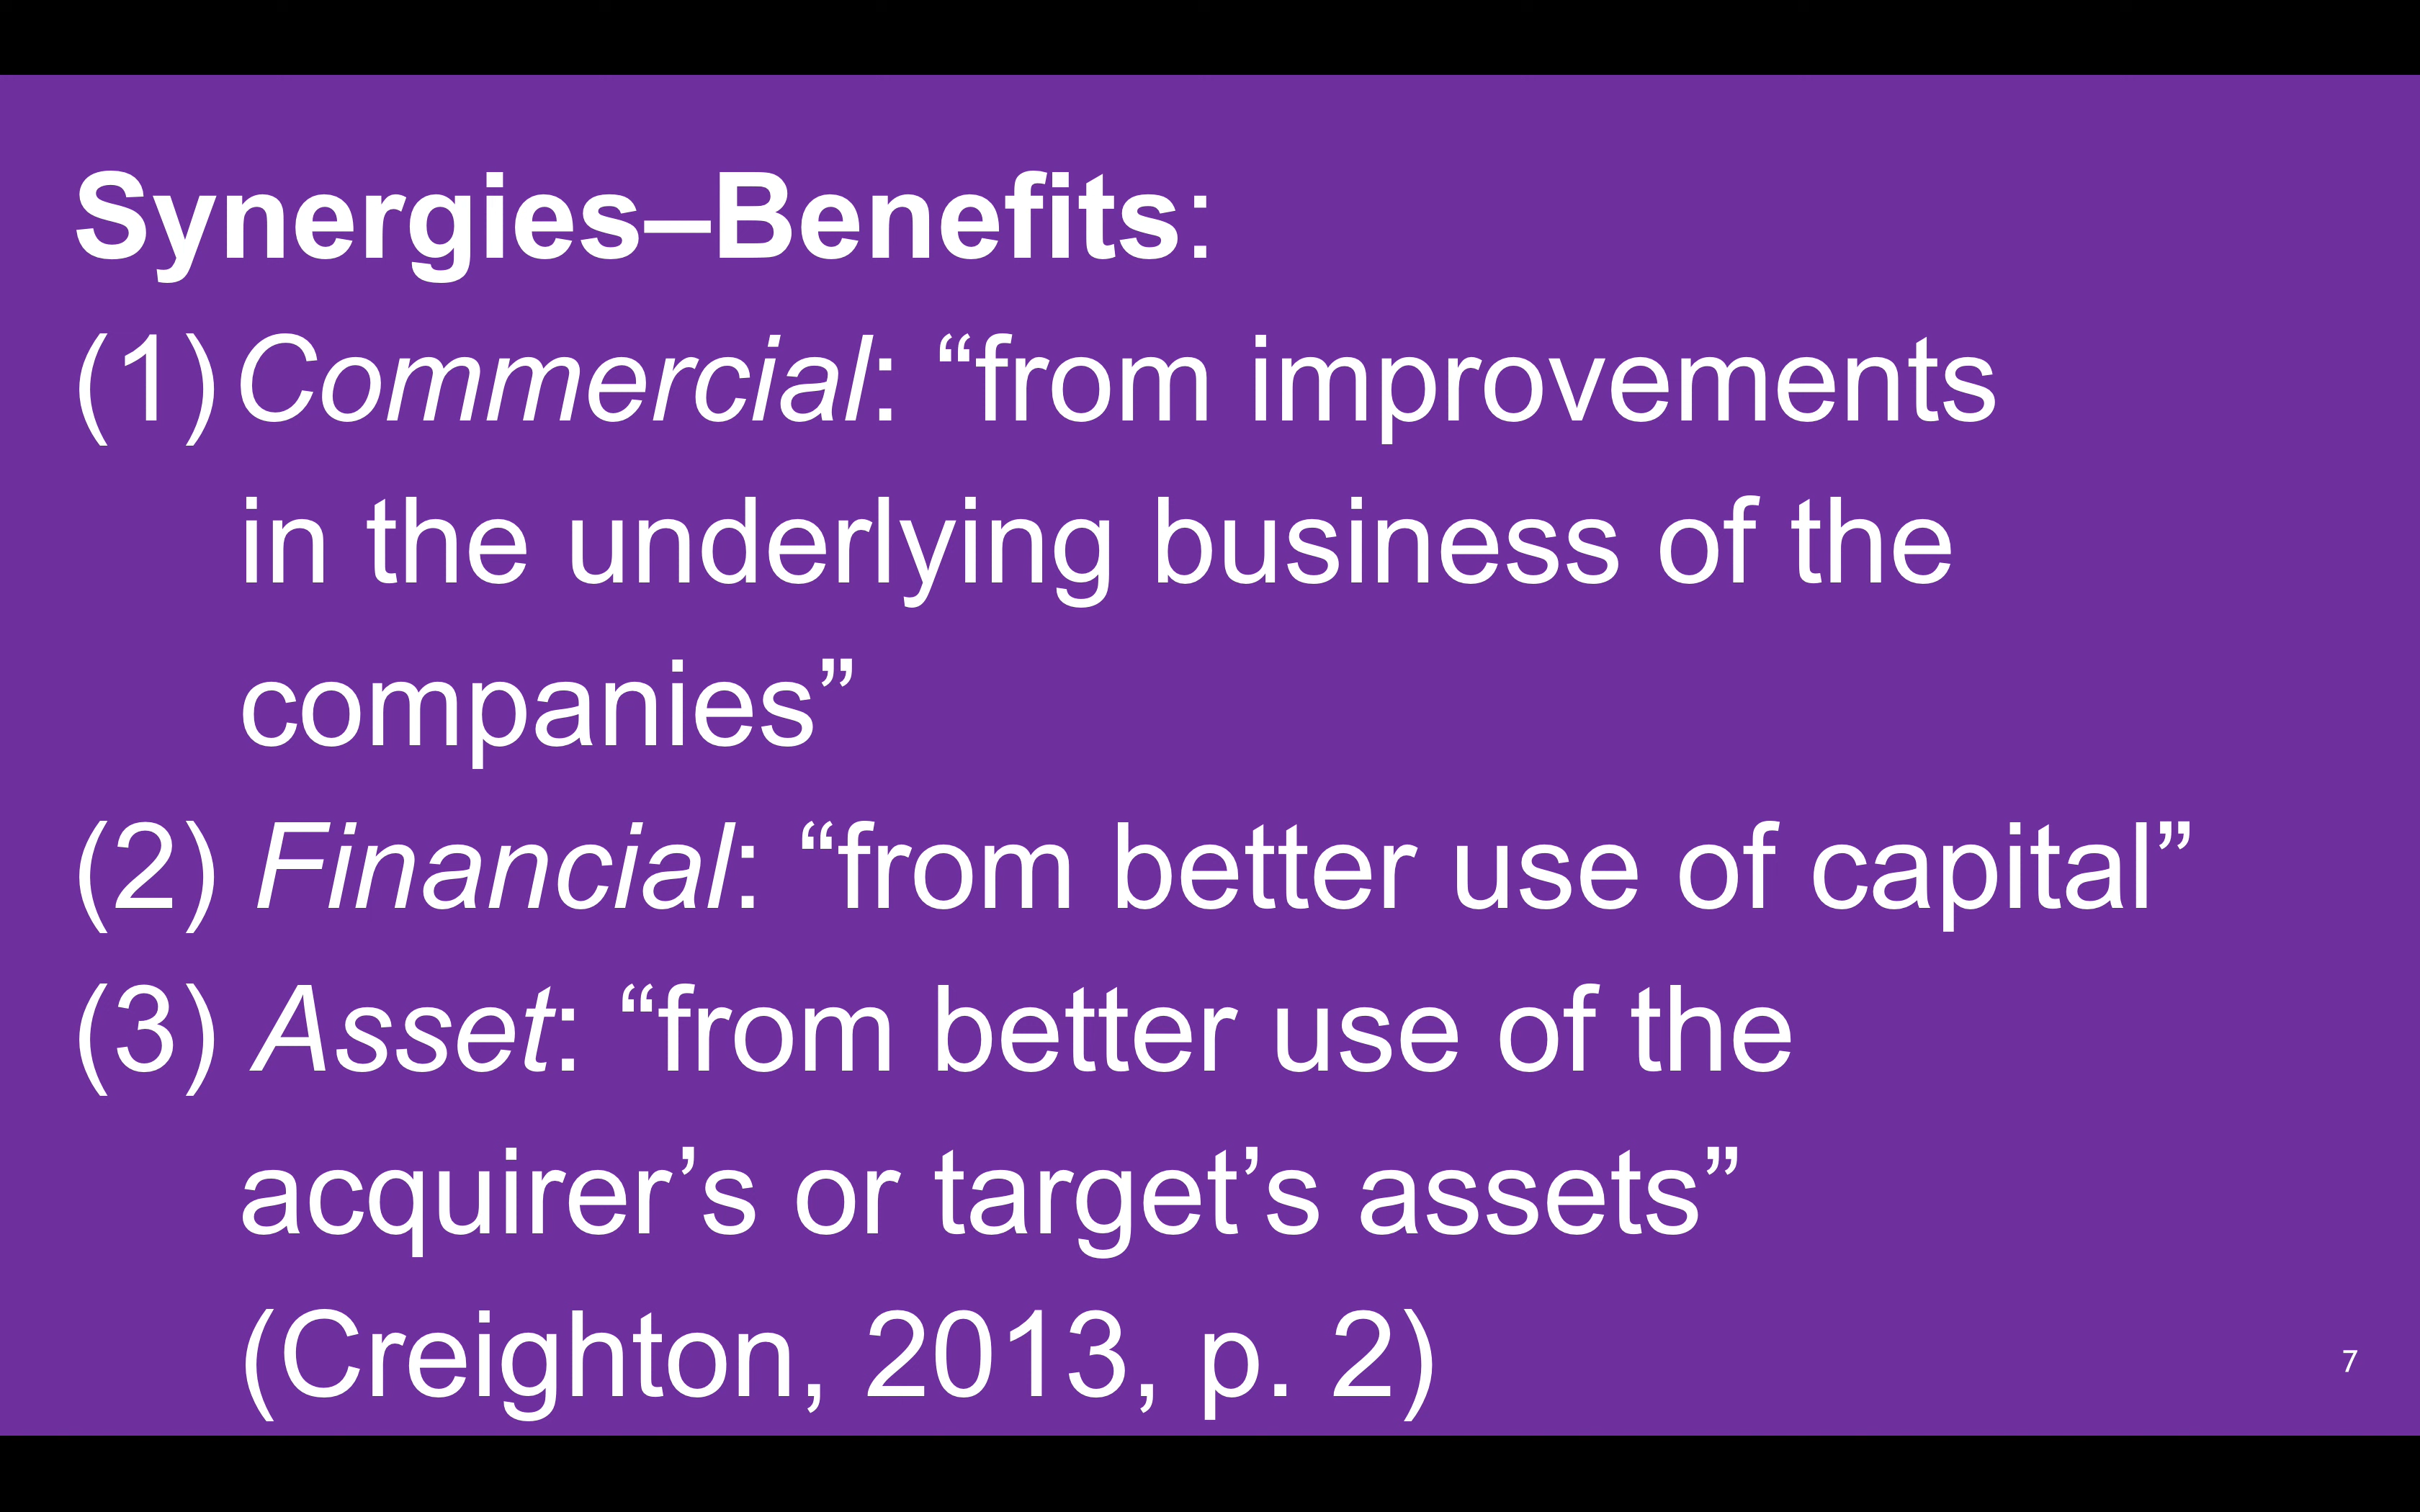 Synergies–Benefits:
(1) Commercial: “from improvements
in the underlying business of the
companies”
(2) Financial: “from better use of capital”
(3) Asset: “from better use of the
acquirer’s or target’s assets”
(Creighton, 2013, p. 2)
7